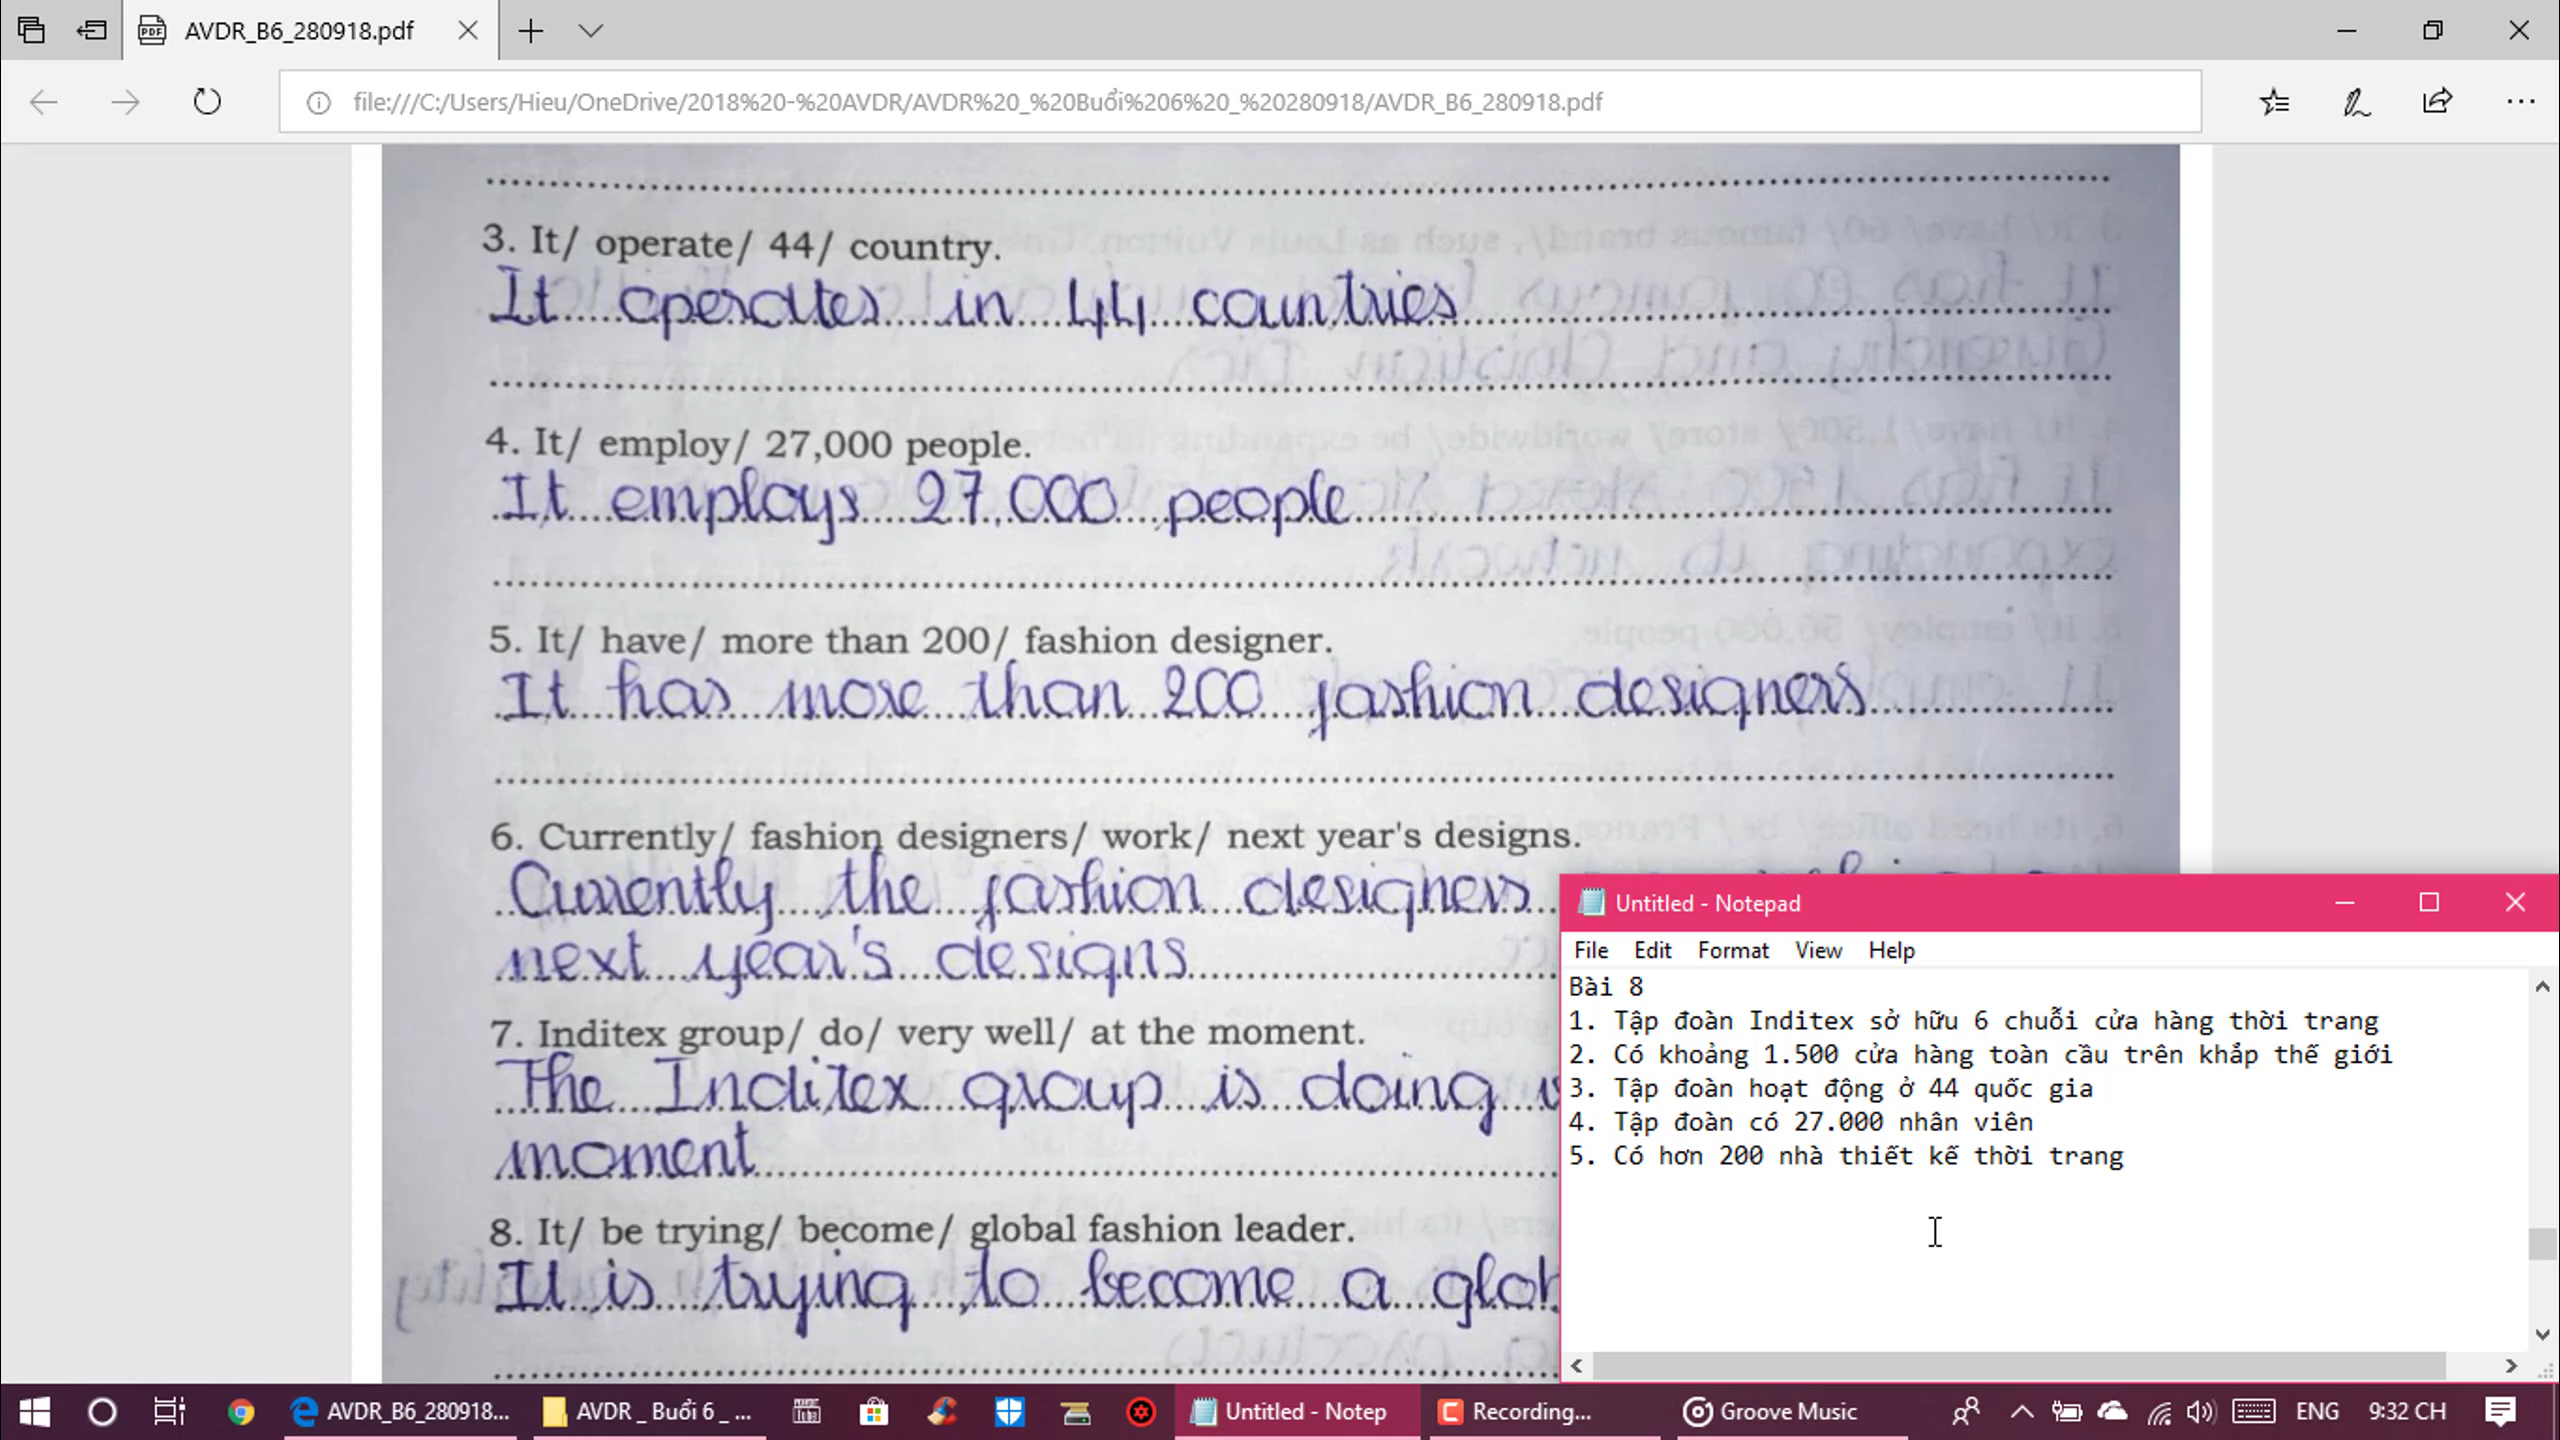 AVDR_B6_280918.pdf
file:///C:/Users/Hieu/OneDrive/2018%20-%20AVDR/AVDR%20_%20Buổi%206%20_%20280918/AVDR_B6_280918.pdf
3. It/ operate/ 44/ country.
It operates in 44 countries
4. It/ employ/ 27,000 people.
It employs 27,000 people
5. It/ have/ more than 200/ fashion designer.
It has more than 200 fashion designers
6. Currently/ fashion designers/ work/ next year's designs.
Currently the fashion designers
next year's designs
7. Inditex group/ do/ very well/ at the moment.
The Inditex group is doing
moment
8. It/ be trying/ become/ global fashion leader.
It is trying to become a glob
Untitled - Notepad
File Edit Format View Help
Bài 8
1. Tập đoàn Inditex sở hữu 6 chuỗi cửa hàng thời trang
2. Có khoảng 1.500 cửa hàng toàn cầu trên khắp thế giới
3. Tập đoàn hoạt động ở 44 quốc gia
4. Tập đoàn có 27.000 nhân viên
5. Có hơn 200 nhà thiết kế thời trang
AVDR_B6_280918... AVDR _ Buổi 6 _ ... Untitled - Notep Recording... Groove Music ENG 9:32 CH